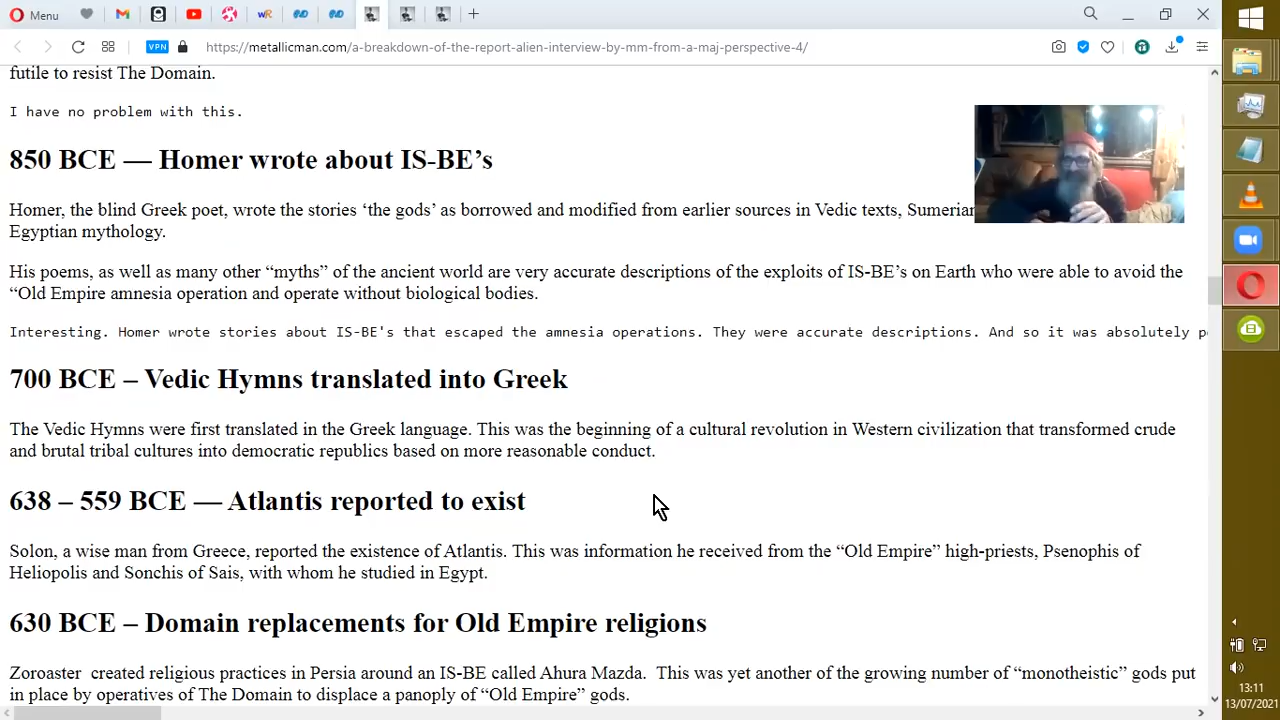 Menu
VPN
https://metallicman.com/a-breakdown-of-the-report-alien-interview-by-mm-from-a-maj-perspective-4/
futile to resist The Domain.
I have no problem with this.
850 BCE — Homer wrote about IS-BE’s
Homer, the blind Greek poet, wrote the stories ‘the gods’ as borrowed and modified from earlier sources in Vedic texts, Sumerian
Egyptian mythology.
His poems, as well as many other “myths” of the ancient world are very accurate descriptions of the exploits of IS-BE’s on Earth who were able to avoid the
“Old Empire amnesia operation and operate without biological bodies.
Interesting. Homer wrote stories about IS-BE's that escaped the amnesia operations. They were accurate descriptions. And so it was absolutely
700 BCE – Vedic Hymns translated into Greek
The Vedic Hymns were first translated in the Greek language. This was the beginning of a cultural revolution in Western civilization that transformed crude
and brutal tribal cultures into democratic republics based on more reasonable conduct.
638 – 559 BCE — Atlantis reported to exist
Solon, a wise man from Greece, reported the existence of Atlantis. This was information he received from the “Old Empire” high-priests, Psenophis of
Heliopolis and Sonchis of Sais, with whom he studied in Egypt.
630 BCE – Domain replacements for Old Empire religions
Zoroaster created religious practices in Persia around an IS-BE called Ahura Mazda. This was yet another of the growing number of “monotheistic” gods put
in place by operatives of The Domain to displace a panoply of “Old Empire” gods.
13:11
13/07/2021